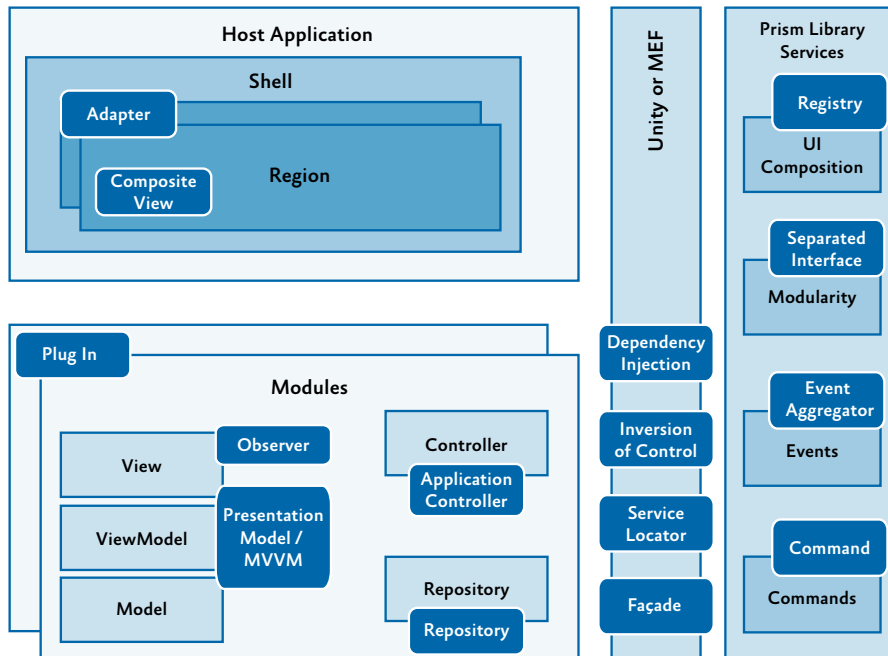 Host Application
Shell
Adapter
Region
Composite
View
Plug In
Modules
View
Observer
ViewModel
Presentation
Model /
MVVM
Model
Controller
Application
Controller
Repository
Repository
Unity or MEF
Dependency
Injection
Inversion
of Control
Service
Locator
Façade
Prism Library
Services
Registry
UI
Composition
Separated
Interface
Modularity
Event
Aggregator
Events
Command
Commands